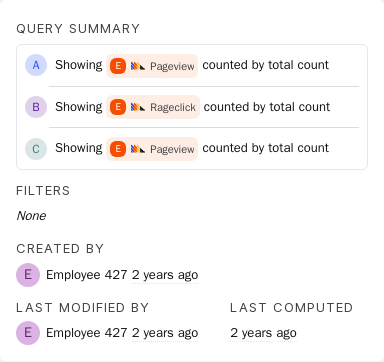 QUERY SUMMARY
A Showing E Pageview counted by total count
B Showing E Rageclick counted by total count
C Showing E Pageview counted by total count
FILTERS
None
CREATED BY
E Employee 427 2 years ago
LAST MODIFIED BY LAST COMPUTED
E Employee 427 2 years ago 2 years ago